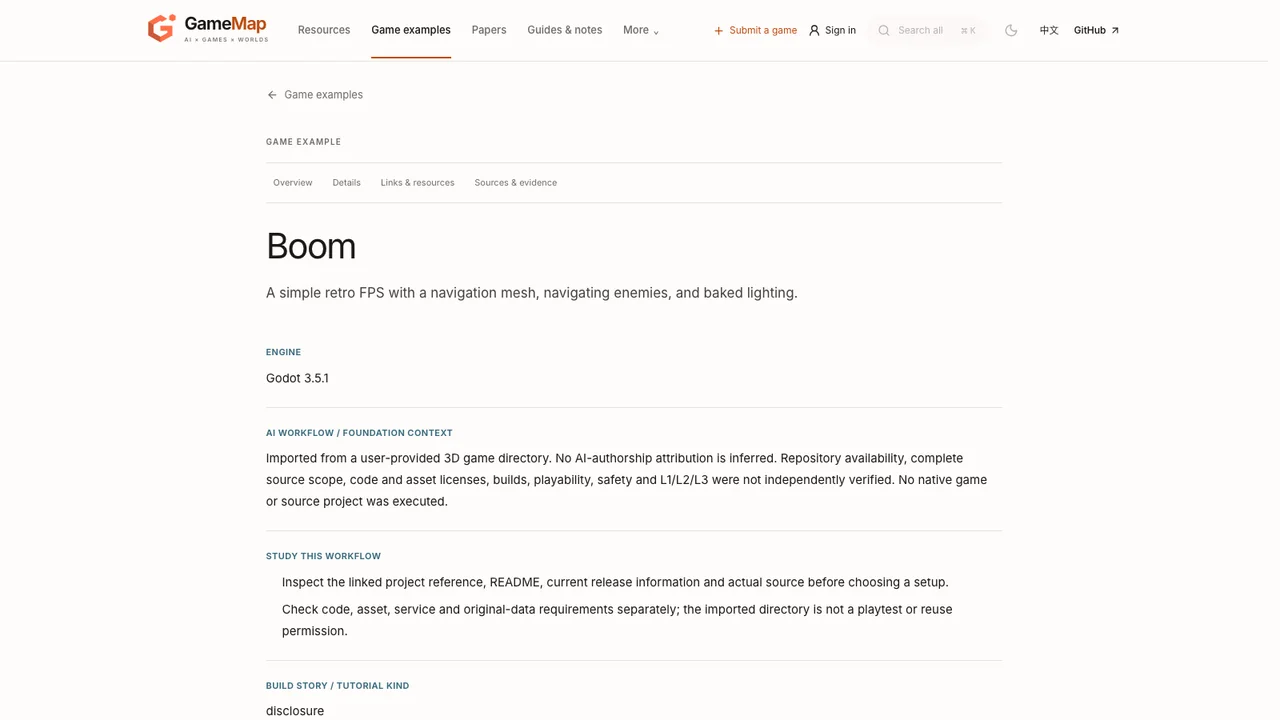 GameMap
AI × GAMES × WORLDS
Resources
Game examples
Papers
Guides & notes
More
+ Submit a game
Sign in
Search all
⌘ K
中文
GitHub ↗
← Game examples
GAME EXAMPLE
Overview
Details
Links & resources
Sources & evidence
Boom
A simple retro FPS with a navigation mesh, navigating enemies, and baked lighting.
ENGINE
Godot 3.5.1
AI WORKFLOW / FOUNDATION CONTEXT
Imported from a user-provided 3D game directory. No AI-authorship attribution is inferred. Repository availability, complete
source scope, code and asset licenses, builds, playability, safety and L1/L2/L3 were not independently verified. No native game
or source project was executed.
STUDY THIS WORKFLOW
Inspect the linked project reference, README, current release information and actual source before choosing a setup.
Check code, asset, service and original-data requirements separately; the imported directory is not a playtest or reuse
permission.
BUILD STORY / TUTORIAL KIND
disclosure